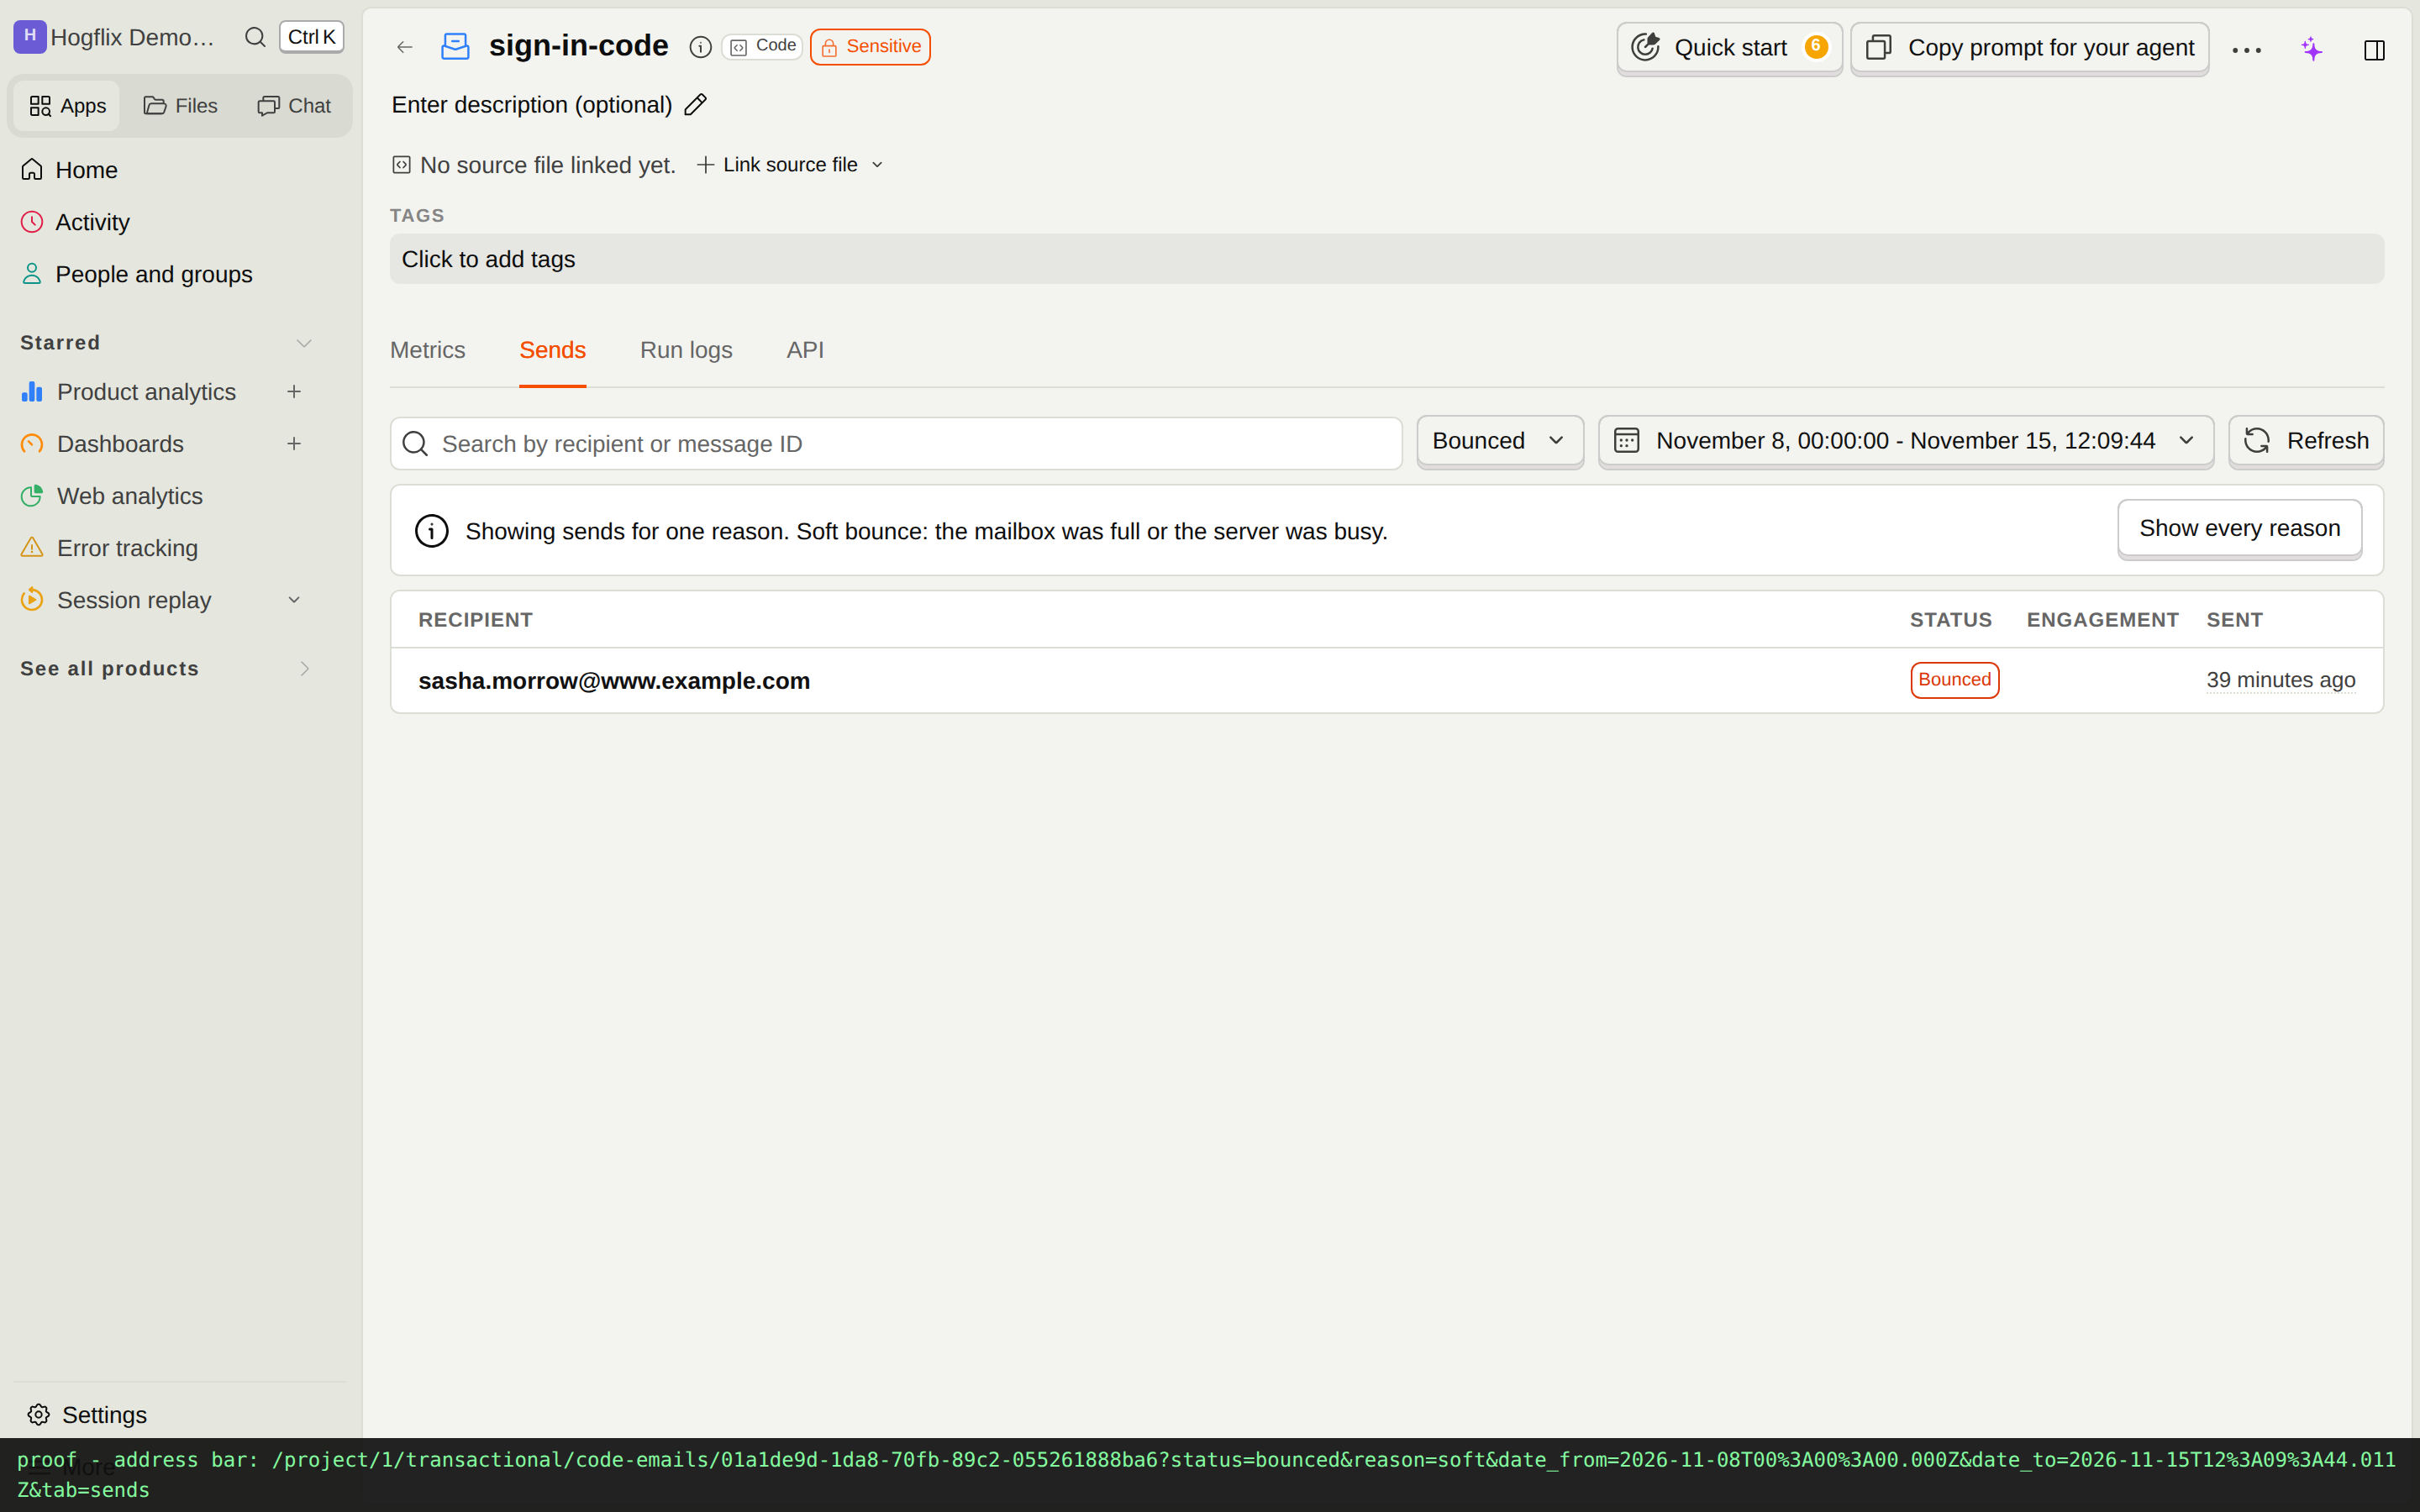 H Hogflix Demo… Ctrl K
Apps Files Chat
Home
Activity
People and groups
Starred
Product analytics
Dashboards
Web analytics
Error tracking
Session replay
See all products
Settings
More
sign-in-code Code Sensitive
Quick start 6 Copy prompt for your agent
Enter description (optional)
No source file linked yet. Link source file
TAGS
Click to add tags
Metrics Sends Run logs API
Search by recipient or message ID Bounced November 8, 00:00:00 - November 15, 12:09:44 Refresh
Showing sends for one reason. Soft bounce: the mailbox was full or the server was busy. Show every reason
RECIPIENT STATUS ENGAGEMENT SENT
sasha.morrow@www.example.com Bounced 39 minutes ago
proof - address bar: /project/1/transactional/code-emails/01a1de9d-1da8-70fb-89c2-055261888ba6?status=bounced&reason=soft&date_from=2026-11-08T00%3A00%3A00.000Z&date_to=2026-11-15T12%3A09%3A44.011
Z&tab=sends